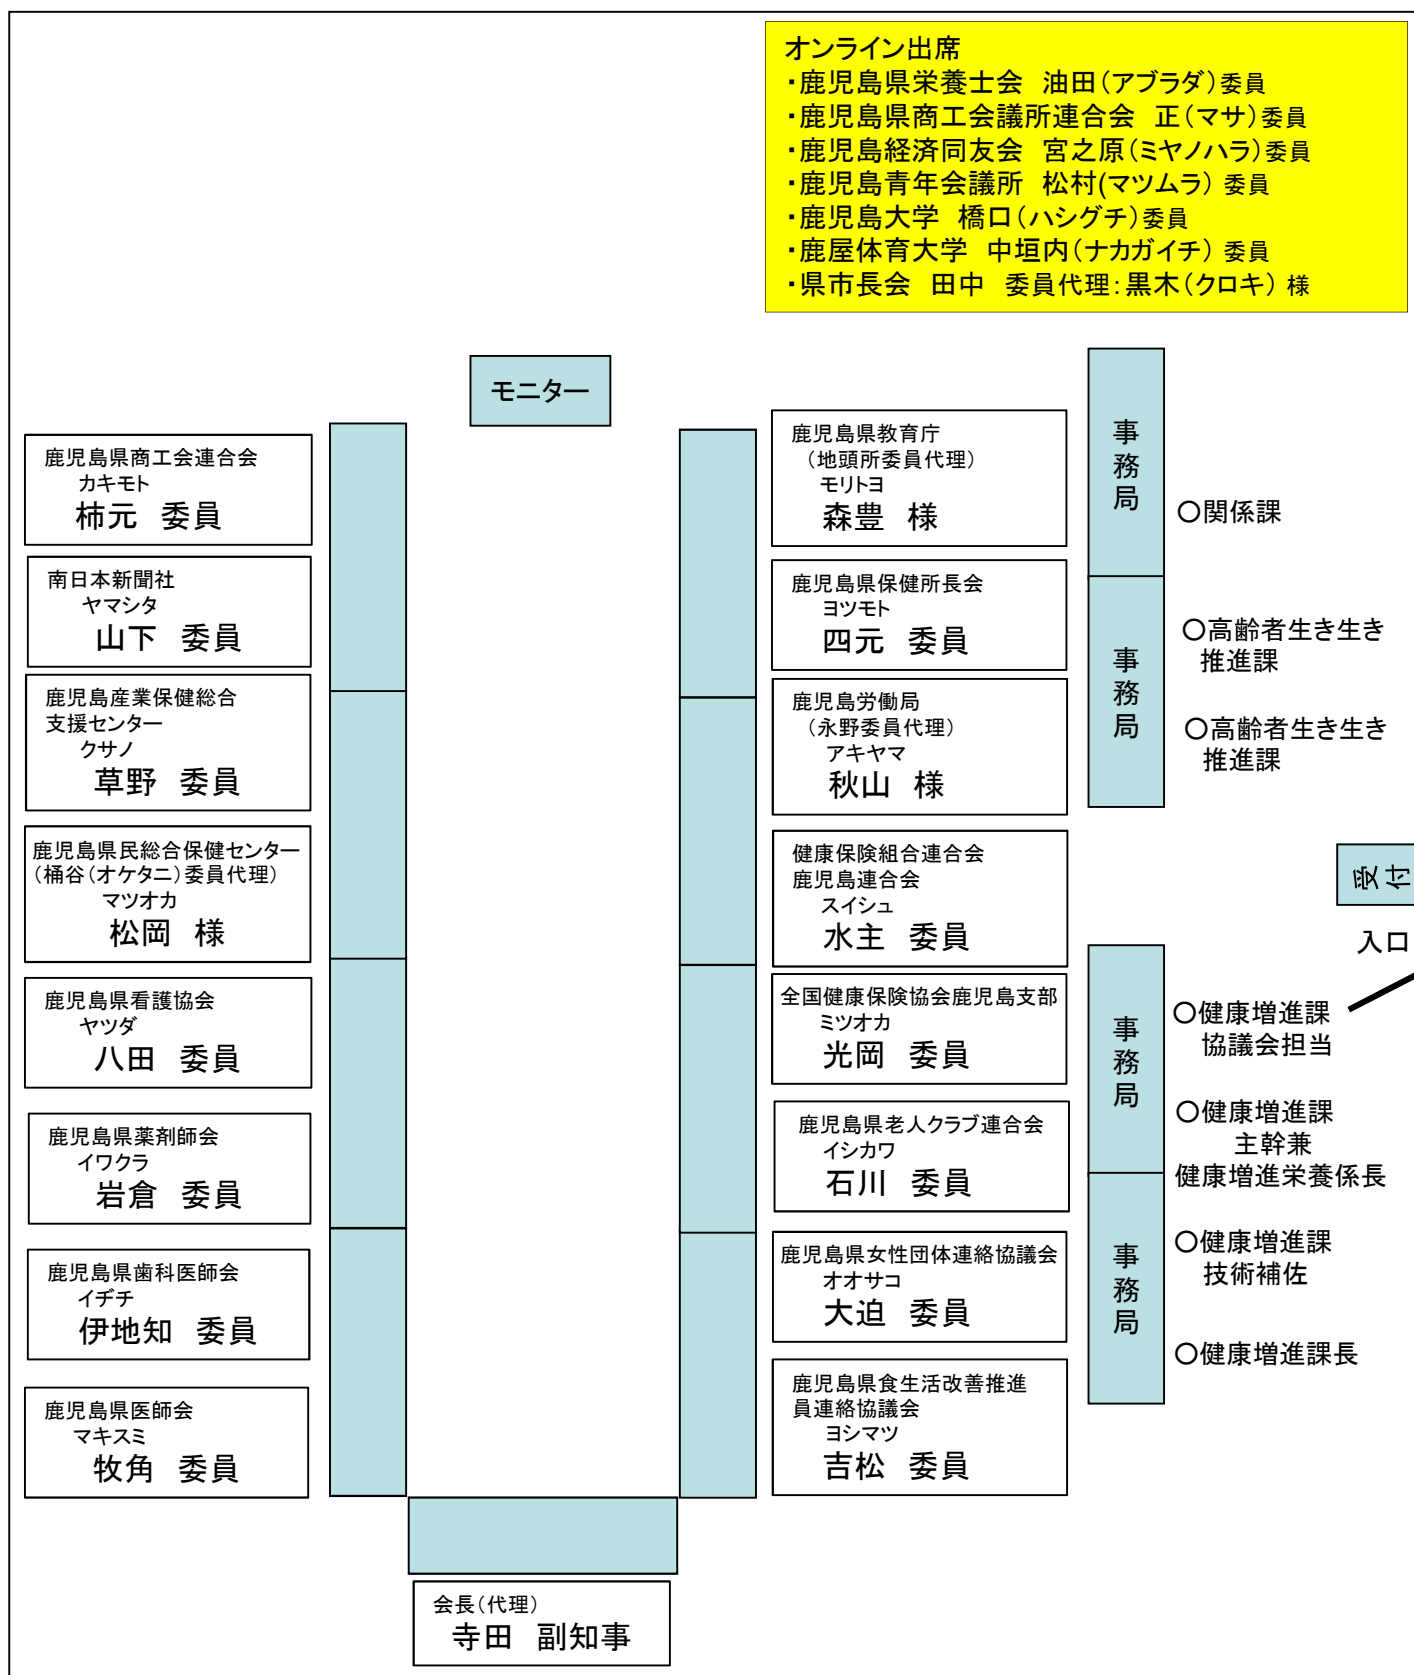 オンライン出席
・鹿児島県栄養士会　油田（アブラダ）委員
・鹿児島県商工会議所連合会　正（マサ）委員
・鹿児島経済同友会　宮之原（ミヤノハラ）委員
・鹿児島青年会議所　松村(マツムラ）委員
・鹿児島大学　橋口（ハシグチ）委員
・鹿屋体育大学　中垣内（ナカガイチ）委員
・県市長会　田中　委員代理：黒木（クロキ）様
モニター
鹿児島県商工会連合会
カキモト
柿元　委員
南日本新聞社
ヤマシタ
山下　委員
鹿児島産業保健総合
支援センター
クサノ
草野　委員
鹿児島県民総合保健センター
（桶谷（オケタニ）委員代理）
マツオカ
松岡　様
鹿児島県看護協会
ヤツダ
八田　委員
鹿児島県薬剤師会
イワクラ
岩倉　委員
鹿児島県歯科医師会
イヂチ
伊地知　委員
鹿児島県医師会
マキスミ
牧角　委員
鹿児島県教育庁
（地頭所委員代理）
モリトヨ
森豊　様
鹿児島県保健所長会
ヨツモト
四元　委員
鹿児島労働局
（永野委員代理）
アキヤマ
秋山　様
健康保険組合連合会
鹿児島連合会
スイシュ
水主　委員
全国健康保険協会鹿児島支部
ミツオカ
光岡　委員
鹿児島県老人クラブ連合会
イシカワ
石川　委員
鹿児島県女性団体連絡協議会
オオサコ
大迫　委員
鹿児島県食生活改善推進
員連絡協議会
ヨシマツ
吉松　委員
会長（代理）
寺田　副知事
事務局
〇関係課
事務局
〇高齢者生き生き
推進課
〇高齢者生き生き
推進課
受付
入口
事務局
〇健康増進課
協議会担当
〇健康増進課
主幹兼
健康増進栄養係長
事務局
〇健康増進課
技術補佐
〇健康増進課長